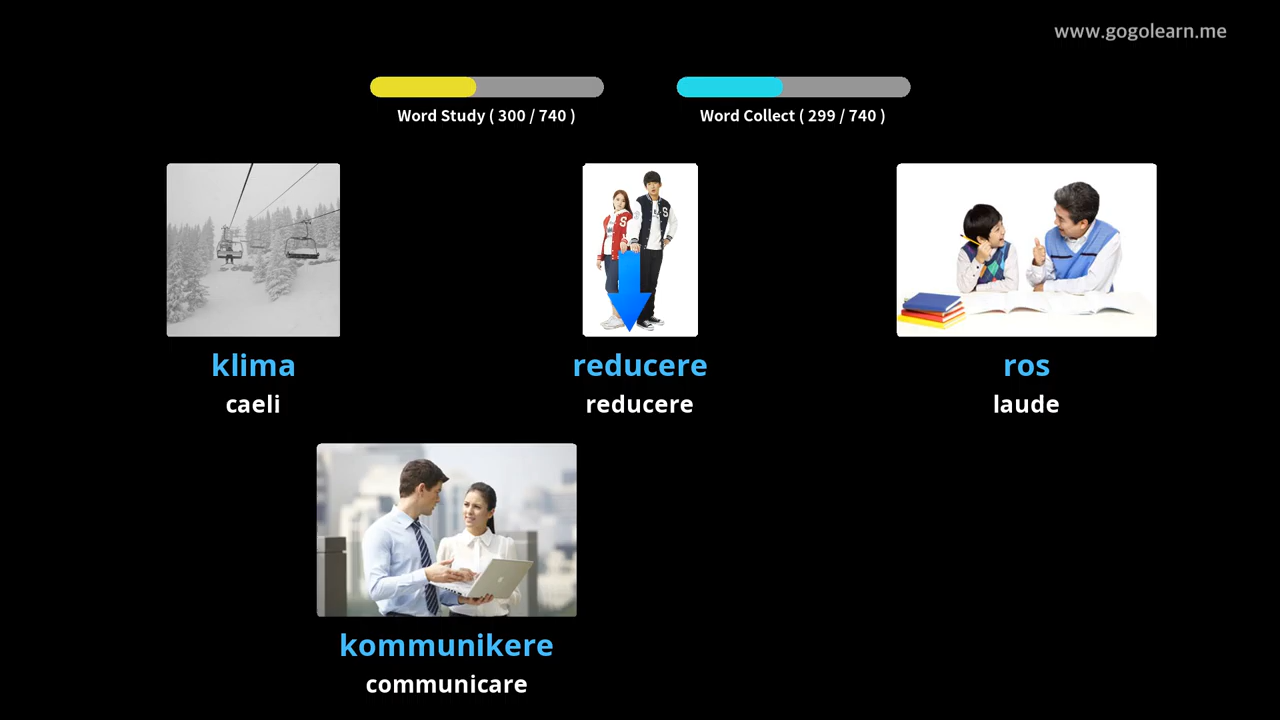 www.gogolearn.me
Word Study ( 300 / 740 )
Word Collect ( 299 / 740 )
klima
caeli
reducere
reducere
ros
laude
kommunikere
communicare